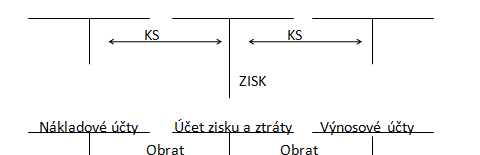 KS KS
ZISK
Nákladové účty Účet zisku a ztráty Výnosové účty
Obrat Obrat